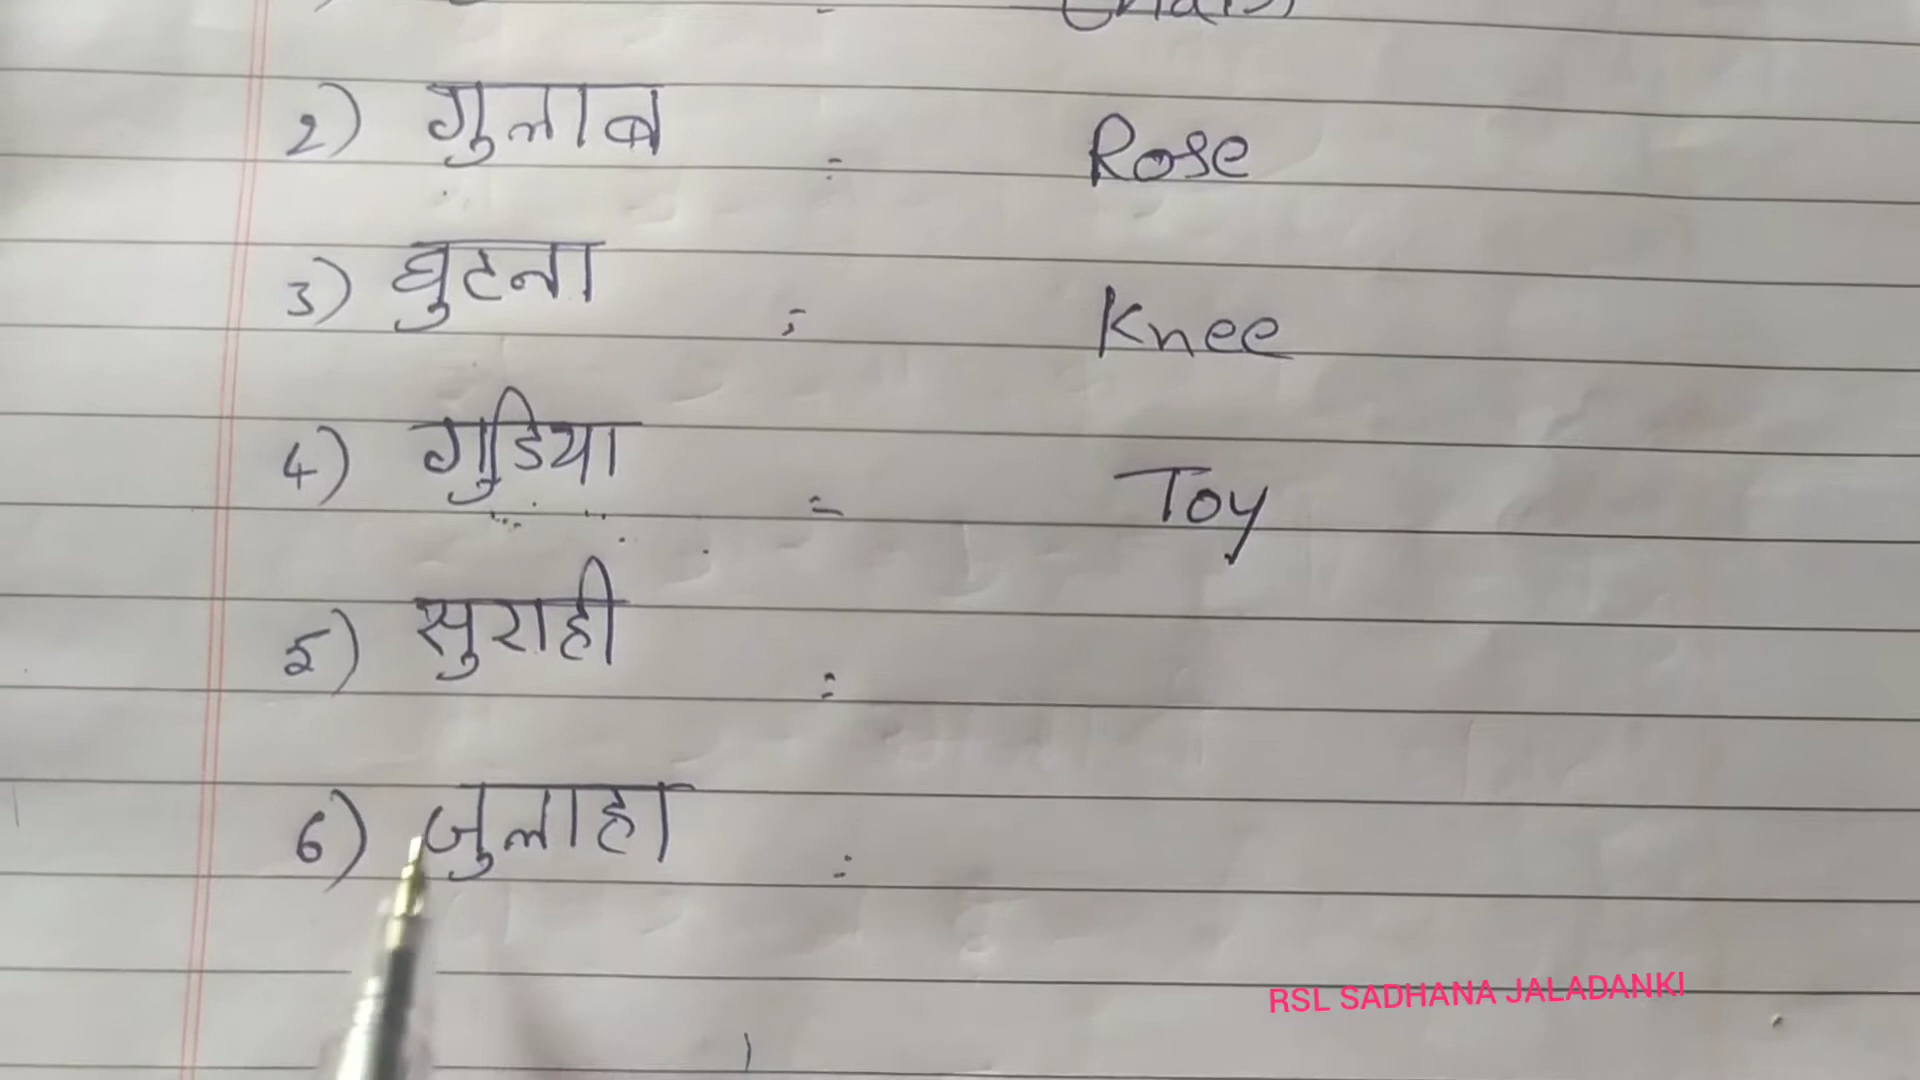 2) गुलाब = Rose
3) घुटना = Knee
4) गुडिया = Toy
5) सुराही =
6) जुलाहा =
RSL SADHANA JALADANKI